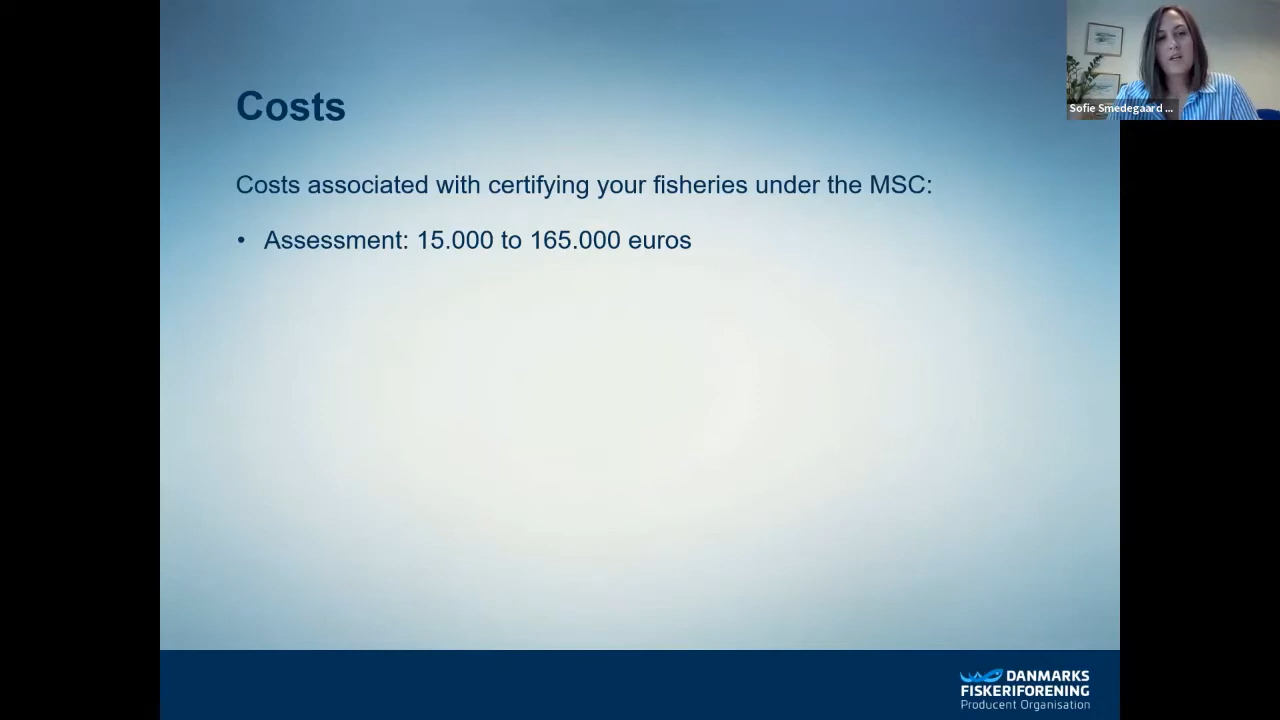 Costs
Costs associated with certifying your fisheries under the MSC:
• Assessment: 15.000 to 165.000 euros
Sofie Smedegaard ...
DANMARKS
FISKERIFORENING
Producent Organisation